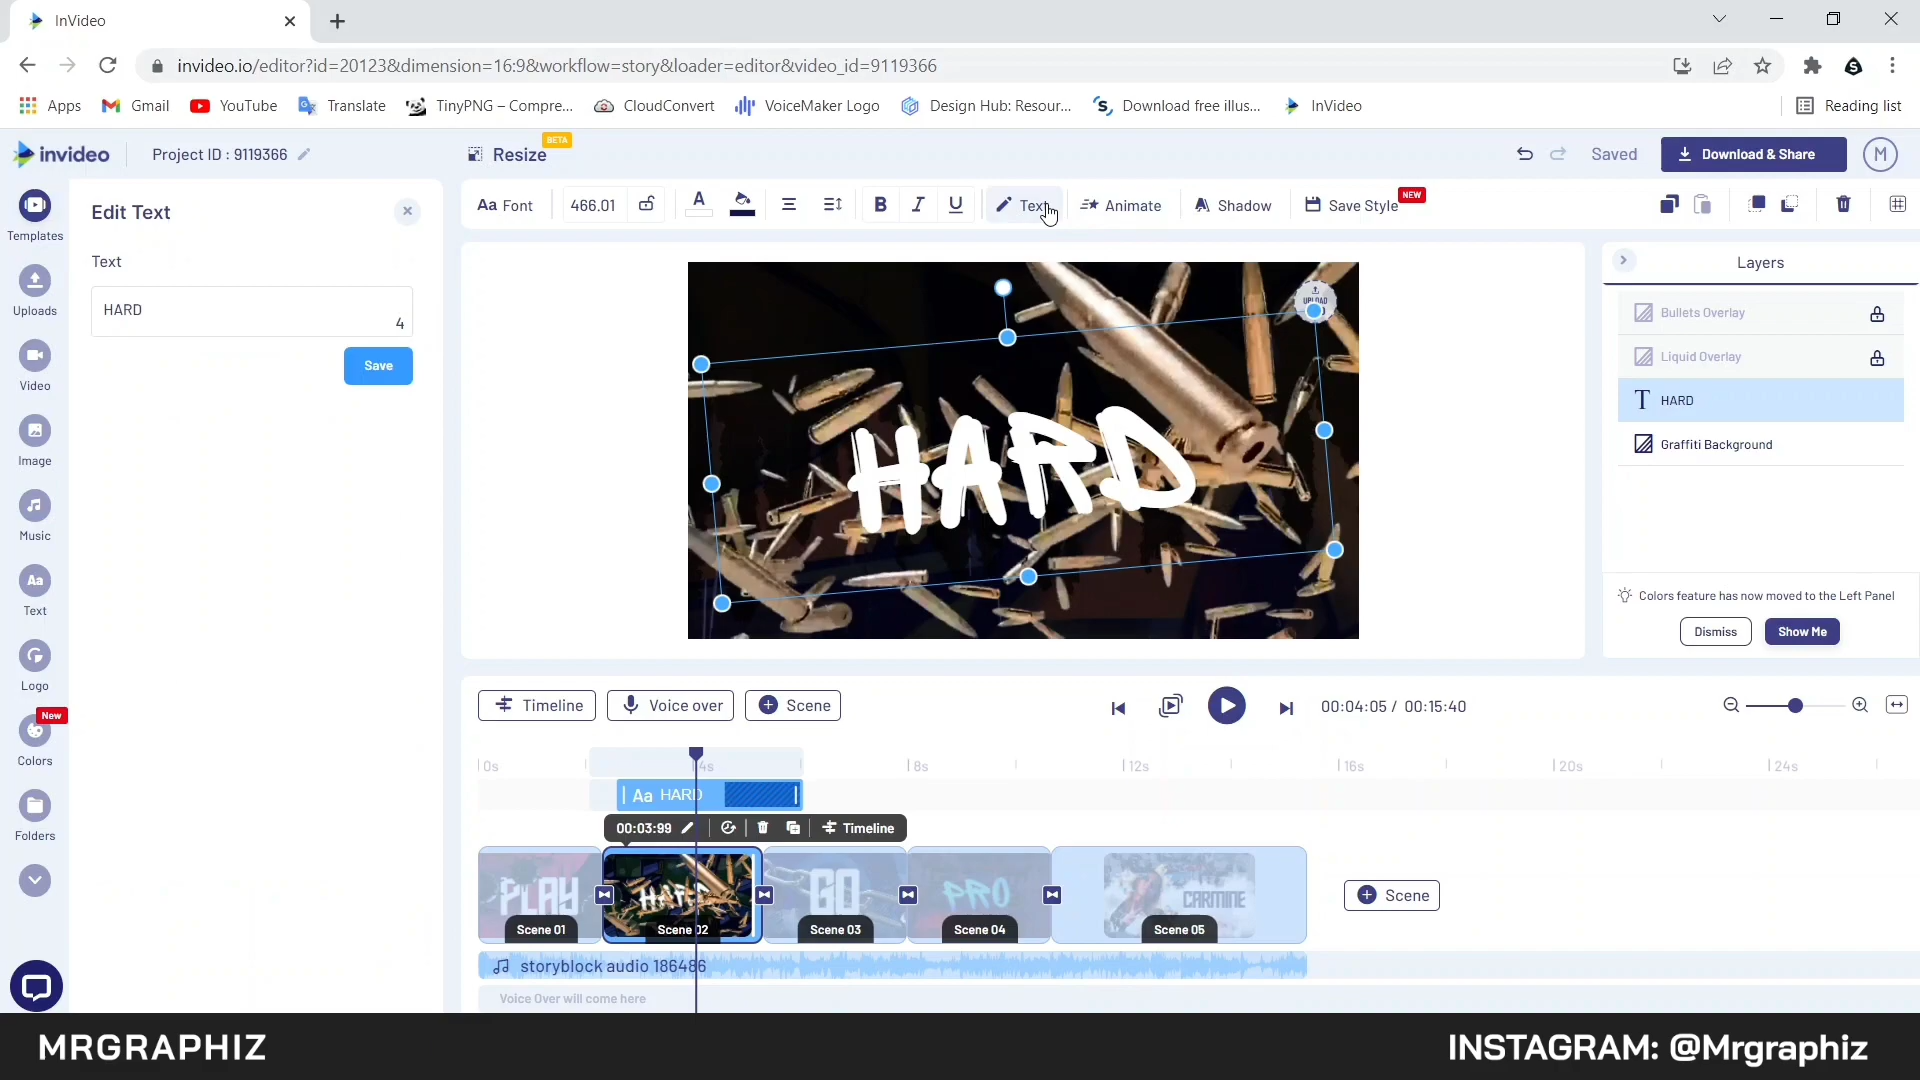 InVideo
invideo.io/editor?id=20123&dimension=16:9&workflow=story&loader=editor&video_id=9119366
Apps
Gmail
YouTube
Translate
TinyPNG – Compre...
CloudConvert
VoiceMaker Logo
Design Hub: Resour...
Download free illus...
InVideo
Reading list
invideo
Project ID : 9119366
Resize
BETA
Saved
Download & Share
M
Templates
Uploads
Video
Image
Music
Aa
Text
Logo
New
Colors
Folders
Edit Text
Text
HARD
4
Save
Aa Font
466.01
A
B
I
U
Text
Animate
Shadow
Save Style
NEW
UPLOAD
HARD
Layers
Bullets Overlay
Liquid Overlay
T HARD
Graffiti Background
Colors feature has now moved to the Left Panel
Dismiss
Show Me
Timeline
Voice over
Scene
00:04:05 / 00:15:40
0s
4s
8s
12s
16s
20s
24s
Aa HARD
00:03:99
Timeline
PLAY
Scene 01
HARD
Scene 02
GO
Scene 03
PRO
Scene 04
CARMINE
Scene 05
Scene
storyblock audio 186486
Voice Over will come here
MRGRAPHIZ
INSTAGRAM: @Mrgraphiz